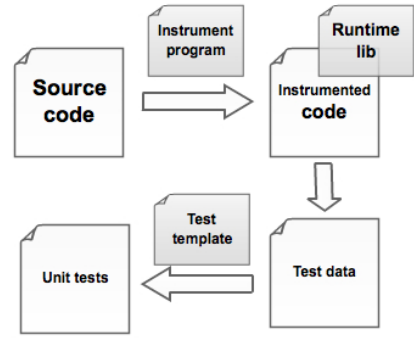 Instrument
program
Runtime
lib
Source
code
Instrumented
code
Test
template
Unit tests
Test data